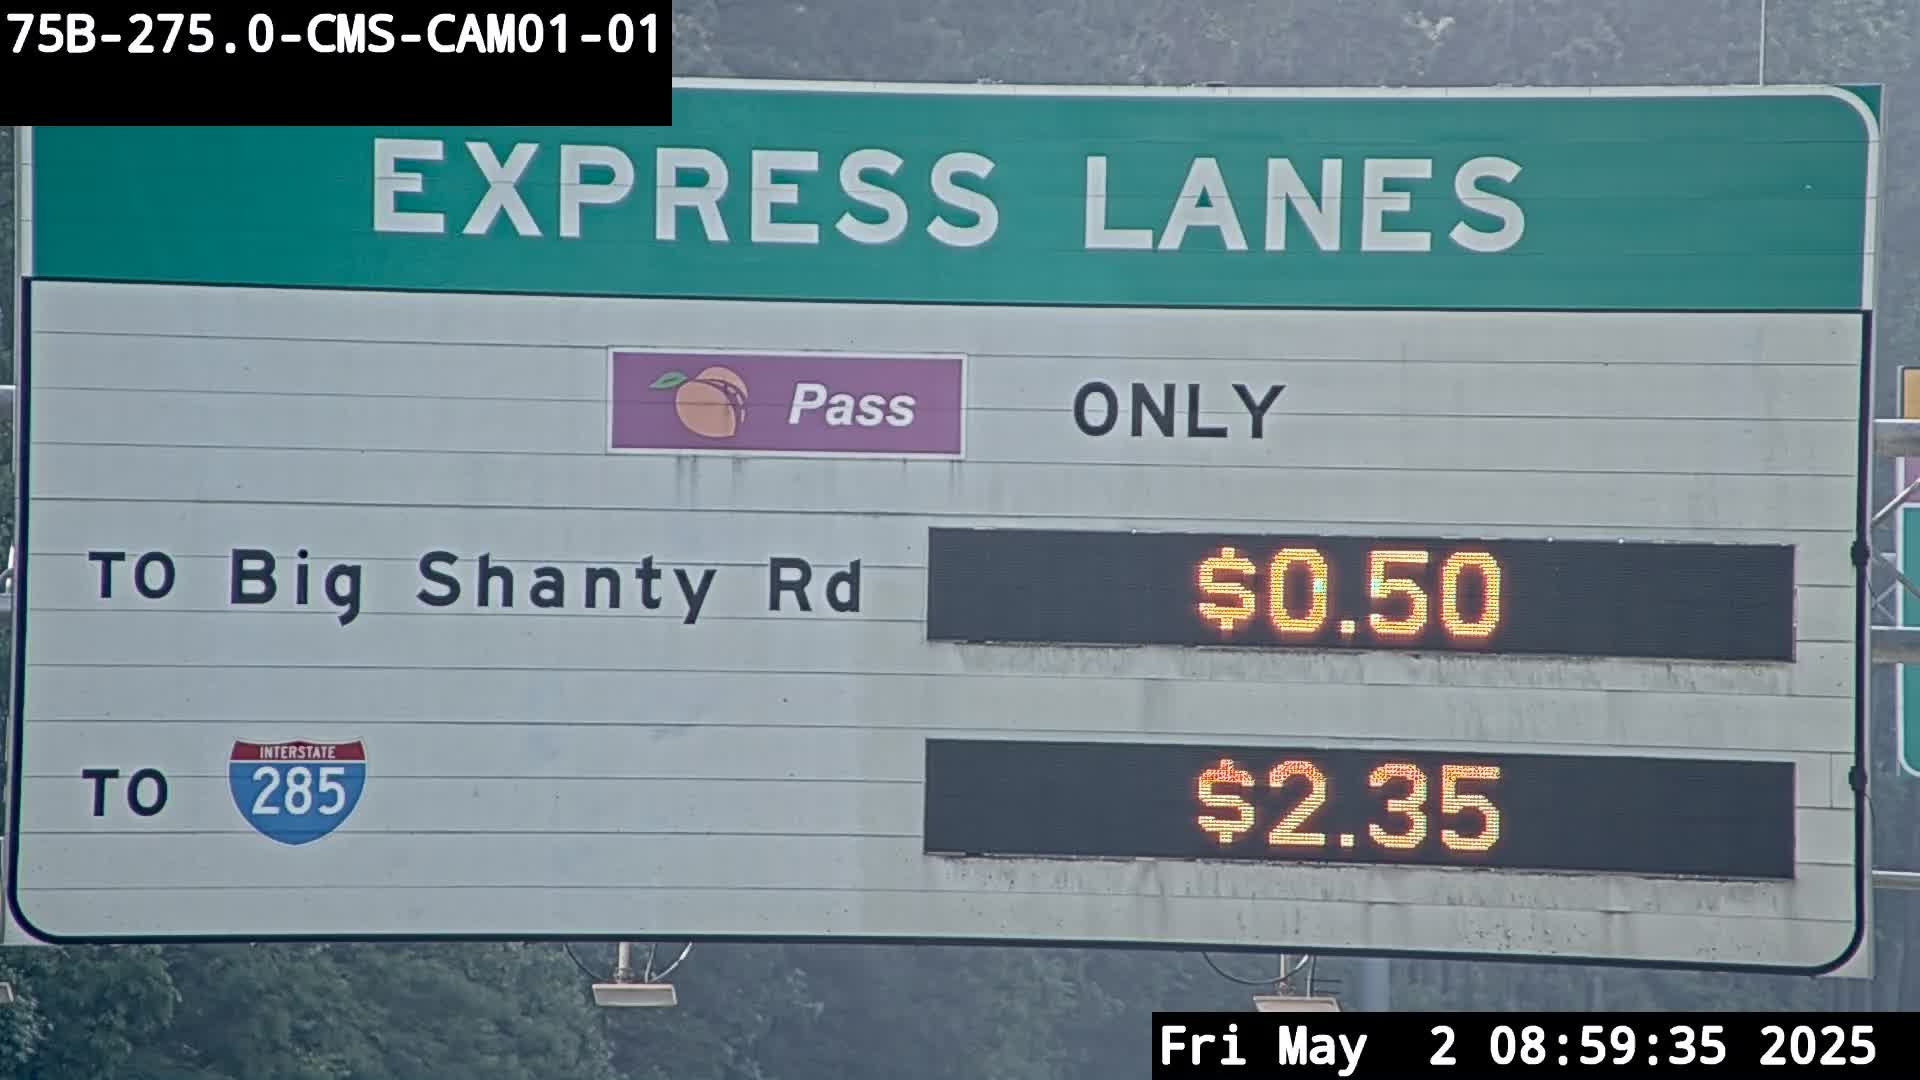 75B-275.0-CMS-CAM01-01
EXPRESS LANES
Pass ONLY
TO Big Shanty Rd $0.50
INTERSTATE
TO 285 $2.35
Fri May 2 08:59:35 2025